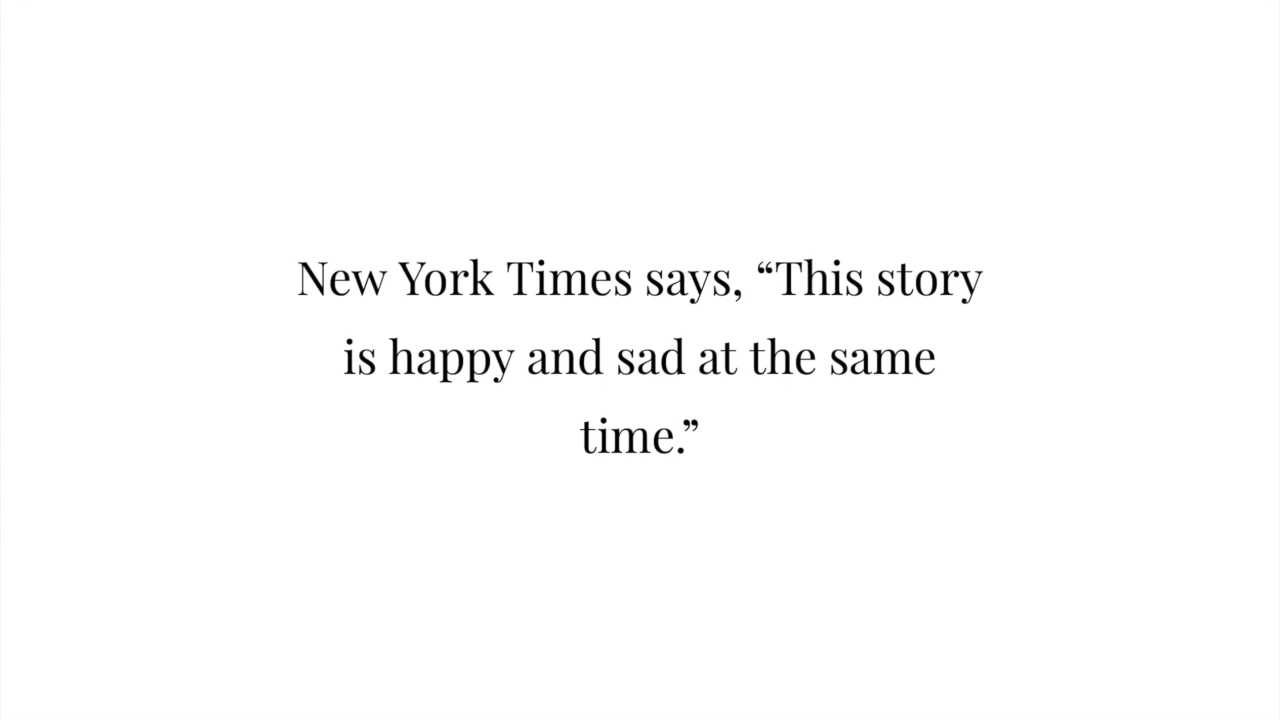 New York Times says, “This story
is happy and sad at the same
time.”